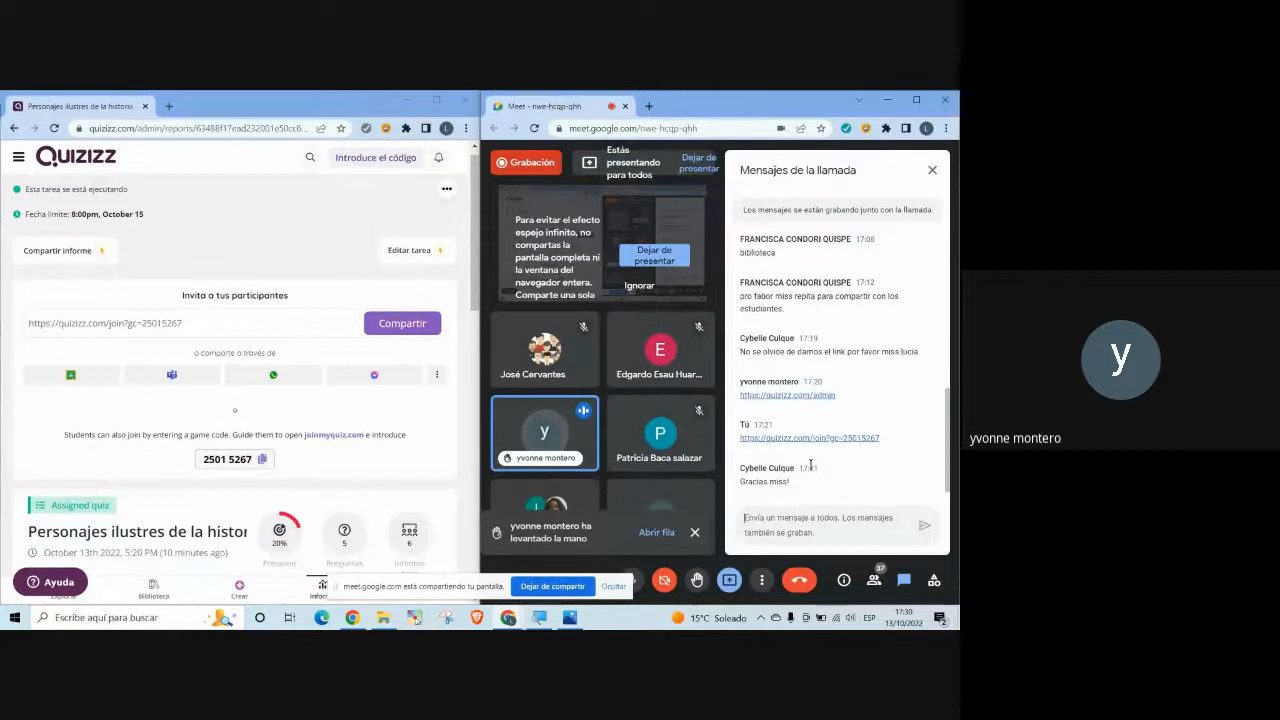 Personajes ilustres de la historia
quizizz.com/admin/reports/63488f17ead232001e50cc6...
QUIZIZZ
Introduce el código
Esta tarea se está ejecutando
Fecha límite: 8:00pm, October 15
Compartir informe
Editar tarea
Invita a tus participantes
https://quizizz.com/join?gc=25015267
Compartir
o comparte a través de
o
Students can also join by entering a game code. Guide them to open joinmyquiz.com e introduce
2501 5267
Assigned quiz
Personajes ilustres de la histor
October 13th 2022, 5:20 PM (10 minutes ago)
20%
Precaron
5
Preguntas
6
Intentos
Ayuda
Explorar
Biblioteca
Crear
Infor
Meet - nwe-hcqp-qhh
meet.google.com/nwe-hcqp-qhh
Grabación
Estás
presentando
para todos
Dejar de
presentar
Para evitar el efecto
espejo infinito, no
compartas la
pantalla completa ni
la ventana del
navegador entera.
Comparte una sola
Dejar de
presentar
Ignorar
José Cervantes
E
Edgardo Esau Huar...
y
yvonne montero
P
Patricia Baca salazar
yvonne montero ha
levantado la mano
Abrir fila
Mensajes de la llamada
Los mensajes se están grabando junto con la llamada
FRANCISCA CONDORI QUISPE 17:08
biblioteca
FRANCISCA CONDORI QUISPE 17:12
pro fabor miss repita para compartir con los
estudiantes.
Cybelle Culque 17:19
No se olvide de darnos el link por favor miss lucia
yvonne montero 17:20
https://quizizz.com/admin
Tú 17:21
https://quizizz.com/join?gc=25015267
Cybelle Culque
Gracias miss!
Envía un mensaje a todos. Los mensajes
también se graban.
37
meet.google.com está compartiendo tu pantalla.
Dejar de compartir
Ocultar
Escribe aquí para buscar
15°C Soleado
ESP
17:30
13/10/2022
2
y
yvonne montero